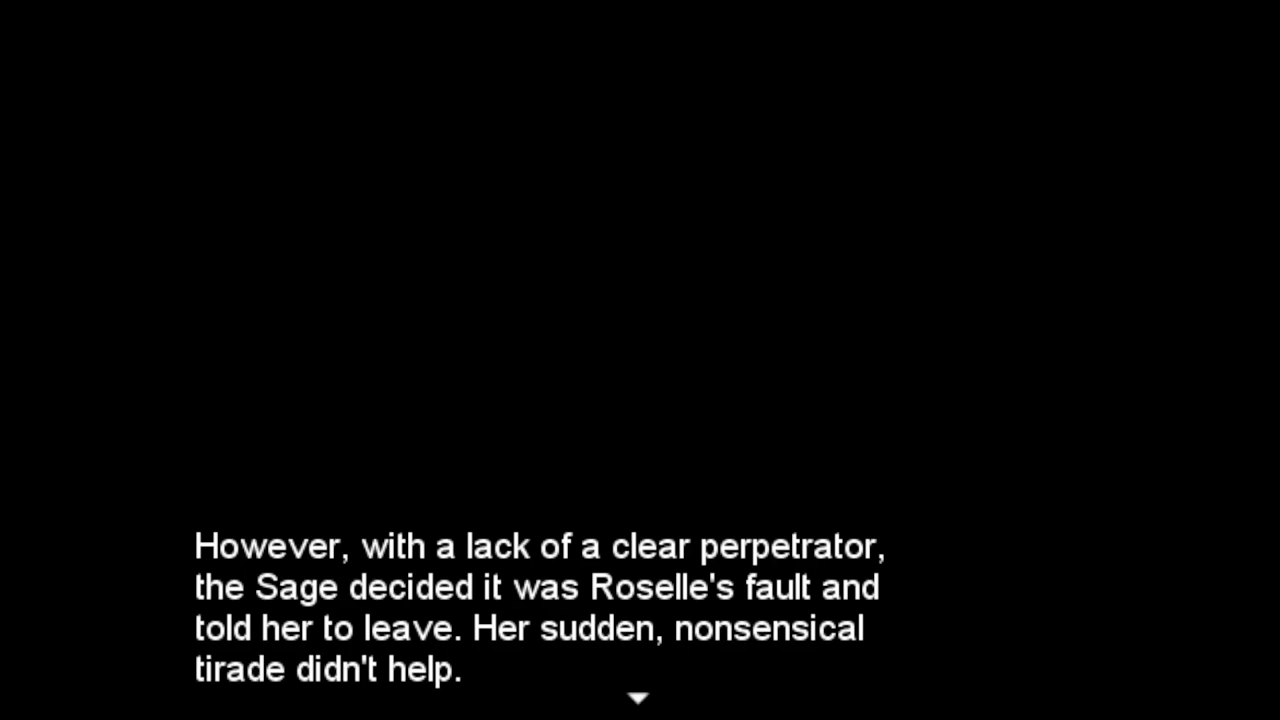 However, with a lack of a clear perpetrator,
the Sage decided it was Roselle's fault and
told her to leave. Her sudden, nonsensical
tirade didn't help.